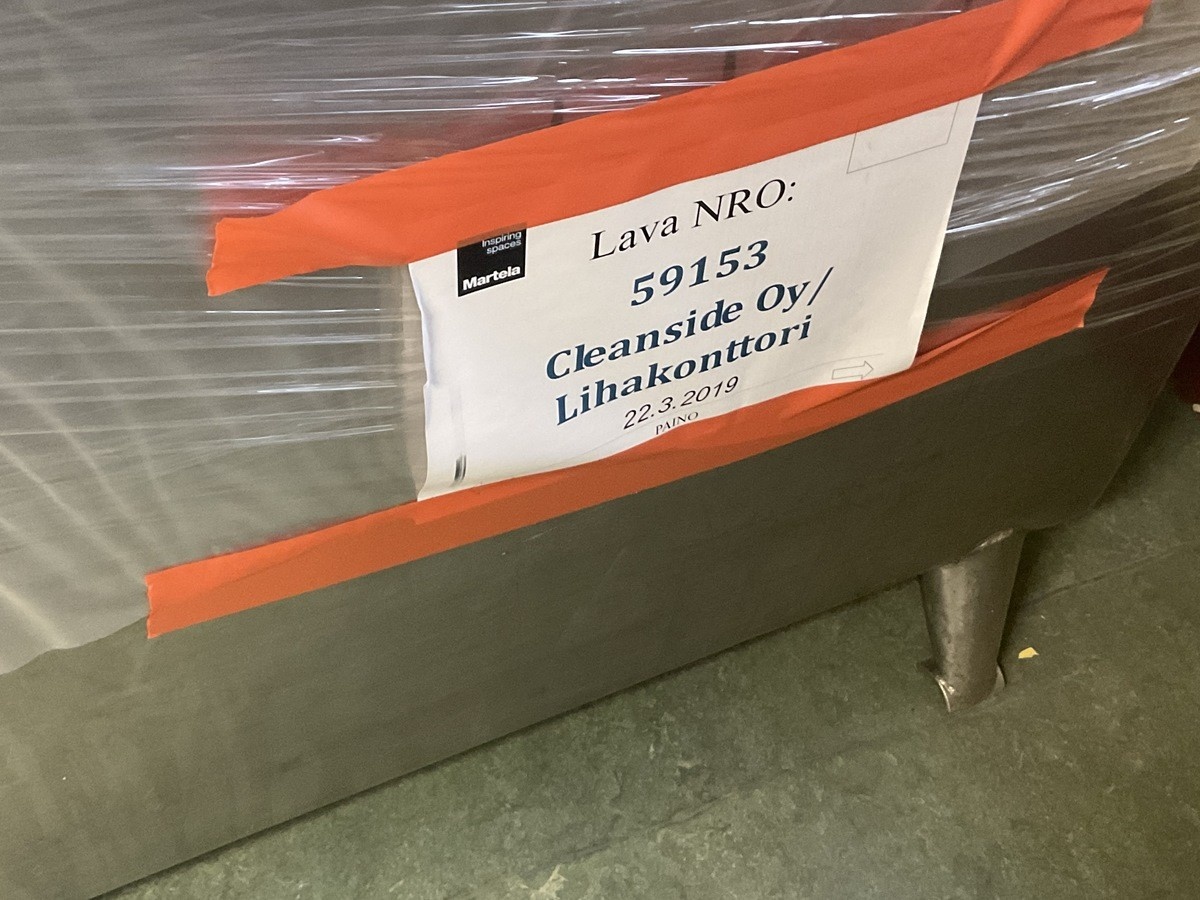 Inspiring
spaces
Martela
Lava NRO:
59153
Cleanside Oy/
Lihakonttori
22.3.2019
PAINO